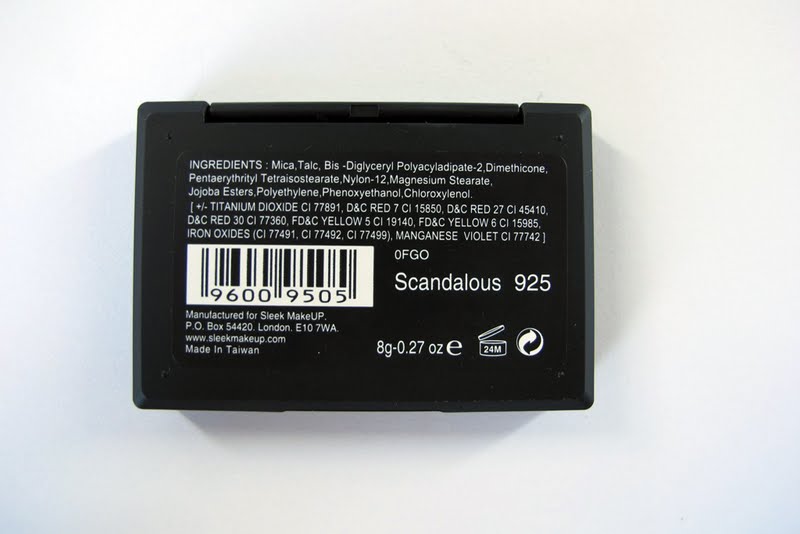 INGREDIENTS : Mica,Talc, Bis -Diglyceryl Polyacyladipate-2,Dimethicone,
Pentaerythrityl Tetraisostearate,Nylon-12,Magnesium Stearate,
Jojoba Esters,Polyethylene,Phenoxyethanol,Chloroxylenol.
[ +/- TITANIUM DIOXIDE CI 77891, D&C RED 7 CI 15850, D&C RED 27 CI 45410,
D&C RED 30 CI 77360, FD&C YELLOW 5 CI 19140, FD&C YELLOW 6 CI 15985,
IRON OXIDES (CI 77491, CI 77492, CI 77499), MANGANESE VIOLET CI 77742 ]
9600 9505
0FGO
Scandalous 925
Manufactured for Sleek MakeUP.
P.O. Box 54420. London. E10 7WA.
www.sleekmakeup.com
Made In Taiwan
8g-0.27 oz e
24M